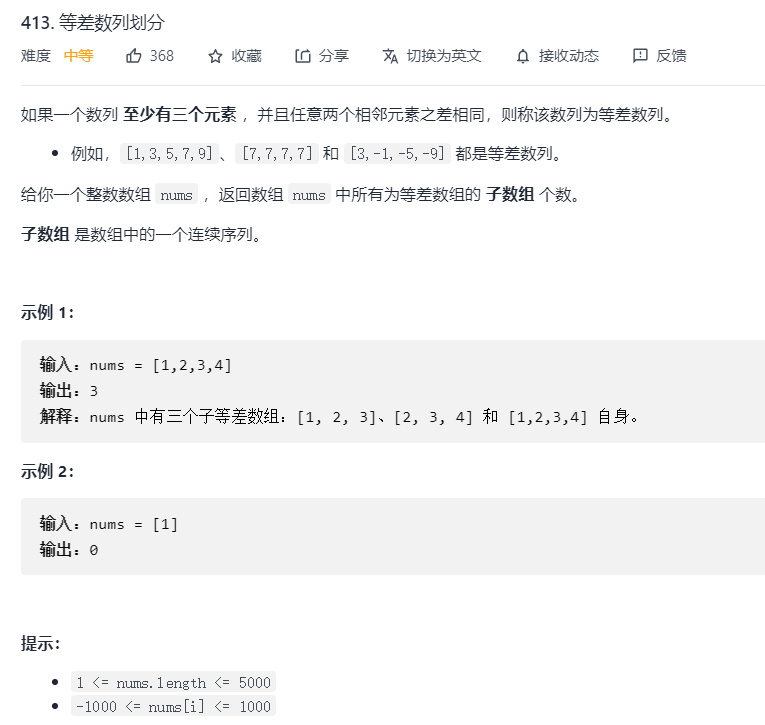 413. 等差数列划分
难度 中等 368 收藏 分享 切换为英文 接收动态 反馈
如果一个数列 至少有三个元素 ，并且任意两个相邻元素之差相同，则称该数列为等差数列。
• 例如，[1,3,5,7,9]、[7,7,7,7] 和 [3,-1,-5,-9] 都是等差数列。
给你一个整数数组 nums ，返回数组 nums 中所有为等差数组的 子数组 个数。
子数组 是数组中的一个连续序列。
示例 1：
输入：nums = [1,2,3,4]
输出：3
解释：nums 中有三个子等差数组：[1, 2, 3]、[2, 3, 4] 和 [1,2,3,4] 自身。
示例 2：
输入：nums = [1]
输出：0
提示：
• 1 <= nums.length <= 5000
• -1000 <= nums[i] <= 1000